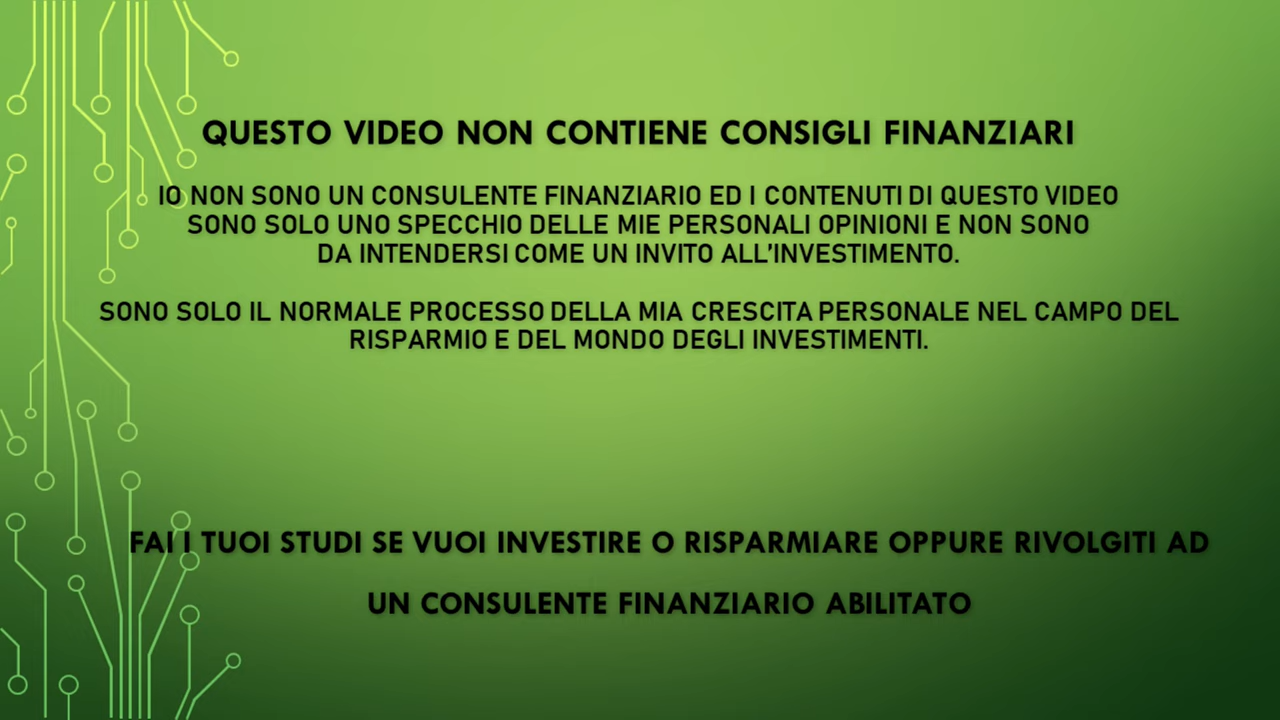 QUESTO VIDEO NON CONTIENE CONSIGLI FINANZIARI
IO NON SONO UN CONSULENTE FINANZIARIO ED I CONTENUTI DI QUESTO VIDEO
SONO SOLO UNO SPECCHIO DELLE MIE PERSONALI OPINIONI E NON SONO
DA INTENDERSI COME UN INVITO ALL'INVESTIMENTO.
SONO SOLO IL NORMALE PROCESSO DELLA MIA CRESCITA PERSONALE NEL CAMPO DEL
RISPARMIO E DEL MONDO DEGLI INVESTIMENTI.
FAI I TUOI STUDI SE VUOI INVESTIRE O RISPARMIARE OPPURE RIVOLGITI AD
UN CONSULENTE FINANZIARIO ABILITATO